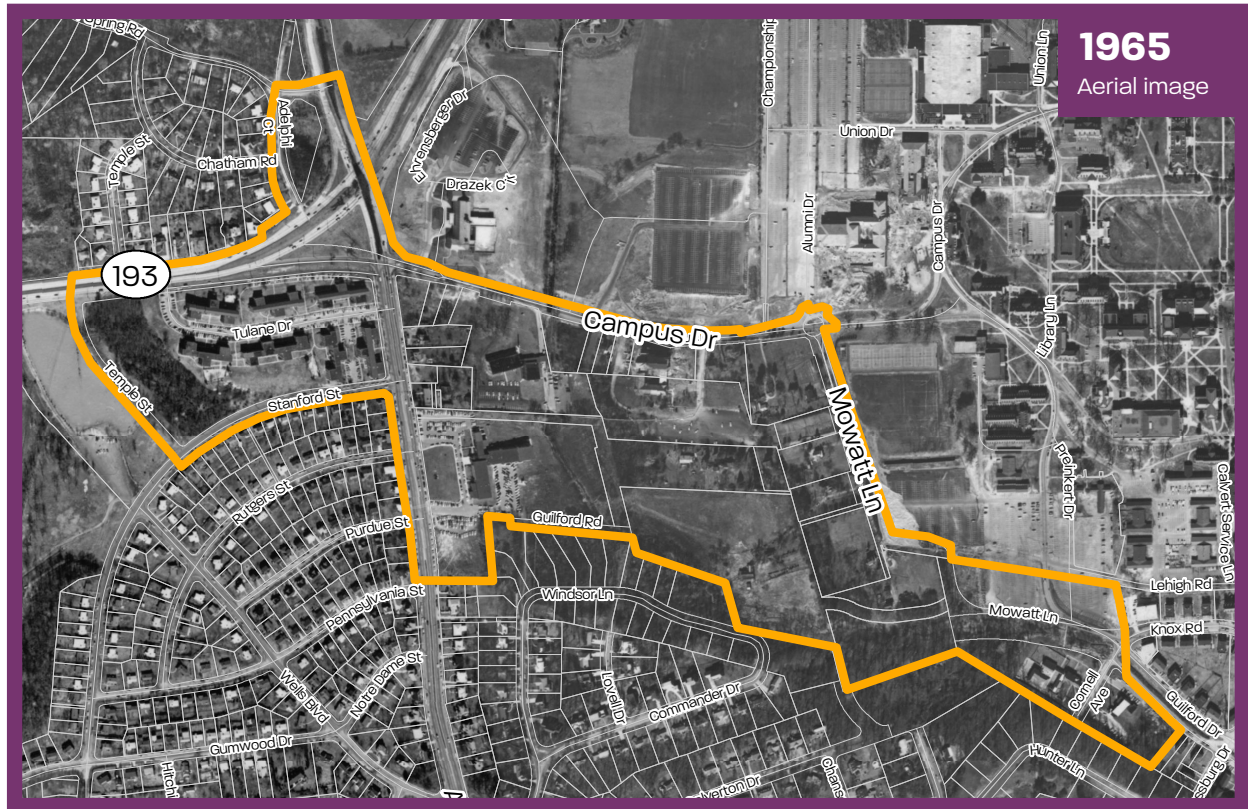 1965
Aerial image
Spring Rd
Adelphi
Ct
Chatham Rd
Temple St
193
Ehrensberger Dr
Union Dr
Union Ln
Championship
Alumni Dr
Campus Dr
Tulane Dr
Campus Dr
Library Ln
Temple St
Stanford St
Mowatt Ln
Rutgers St
Purdue St
Guilford Rd
Preinkert Dr
Calvert Service Ln
Pennsylvania St
Windsor Ln
Lehigh Rd
Mowatt Ln
Knox Rd
Notre Dame St
Wells Blvd
Lovell Dr
Commander Dr
Cornell
Ave
Guilford Dr
Gumwood Dr
Hunter Ln